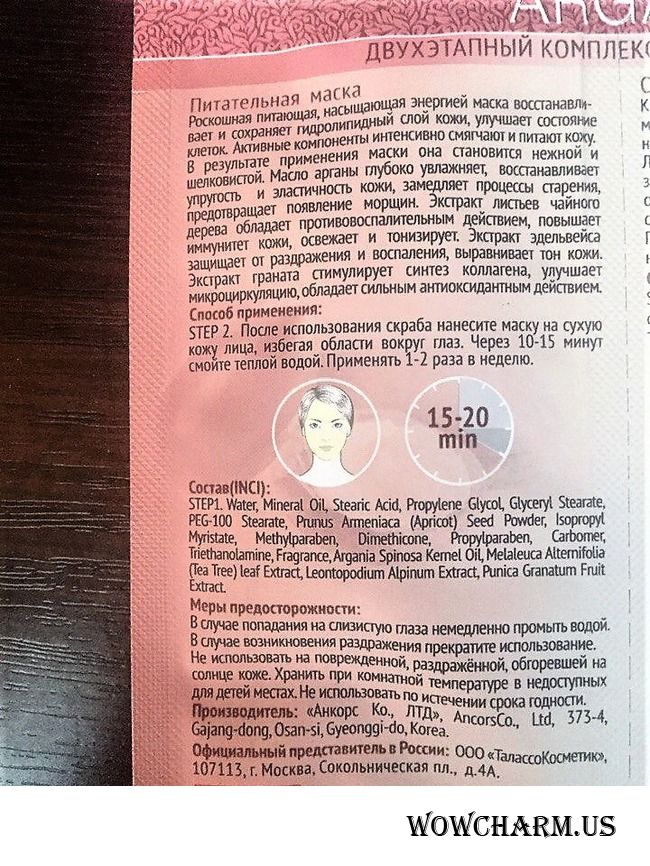 ARGA
ДВУХЭТАПНЫЙ КОМПЛЕКС
Питательная маска
Роскошная питающая, насыщающая энергией маска восстанавли-
вает и сохраняет гидролипидный слой кожи, улучшает состояние
клеток. Активные компоненты интенсивно смягчают и питают кожу.
В результате применения маски она становится нежной и
шелковистой. Масло арганы глубоко увлажняет, восстанавливает
упругость и эластичность кожи, замедляет процессы старения,
предотвращает появление морщин. Экстракт листьев чайного
дерева обладает противовоспалительным действием, повышает
иммунитет кожи, освежает и тонизирует. Экстракт эдельвейса
защищает от раздражения и воспаления, выравнивает тон кожи.
Экстракт граната стимулирует синтез коллагена, улучшает
микроциркуляцию, обладает сильным антиоксидантным действием.
Способ применения:
STEP 2. После использования скраба нанесите маску на сухую
кожу лица, избегая области вокруг глаз. Через 10-15 минут
смойте теплой водой. Применять 1-2 раза в неделю.
15-20
min
Состав(INCI):
STEP1. Water, Mineral Oil, Stearic Acid, Propylene Glycol, Glyceryl Stearate,
PEG-100 Stearate, Prunus Armeniaca (Apricot) Seed Powder, Isopropyl
Myristate, Methylparaben, Dimethicone, Propylparaben, Carbomer,
Triethanolamine, Fragrance, Argania Spinosa Kernel Oil, Melaleuca Alternifolia
(Tea Tree) leaf Extract, Leontopodium Alpinum Extract, Punica Granatum Fruit
Extract.
Меры предосторожности:
В случае попадания на слизистую глаза немедленно промыть водой.
В случае возникновения раздражения прекратите использование.
Не использовать на поврежденной, раздражённой, обгоревшей на
солнце коже. Хранить при комнатной температуре в недоступных
для детей местах. Не использовать по истечении срока годности.
Производитель: «Анкорс Ко., ЛТД», AncorsCo., Ltd, 373-4,
Gajang-dong, Osan-si, Gyeonggi-do, Korea.
Официальный представитель в России: ООО «ТалассоКосметик»,
107113, г. Москва, Сокольническая пл., д.4А.
WOWCHARM.US